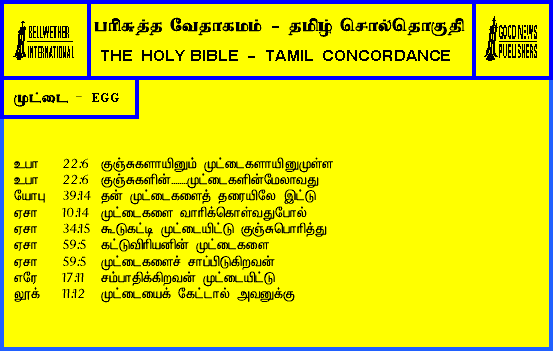 BELLWETHER
INTERNATIONAL
பரிசுத்த வேதாகமம் - தமிழ் சொல்தொகுதி
THE HOLY BIBLE - TAMIL CONCORDANCE
GOOD NEWS
PUBLISHERS
முட்டை - EGG
உபா 22:6 குஞ்சுகளாயினும் முட்டைகளாயினுமுள்ள
உபா 22:6 குஞ்சுகளின்.......முட்டைகளின்மேலாவது
யோபு 39:14 தன் முட்டைகளைத் தரையிலே இட்டு
ஏசா 10:14 முட்டைகளை வாரிக்கொள்வதுபோல்
ஏசா 34:15 கூடுகட்டி முட்டையிட்டு குஞ்சுபொரித்து
ஏசா 59:5 கட்டுவிரியனின் முட்டைகளை
ஏசா 59:5 முட்டைகளைச் சாப்பிடுகிறவன்
எரே 17:11 சம்பாதிக்கிறவன் முட்டையிட்டு
லூக் 11:12 முட்டையைக் கேட்டால் அவனுக்கு